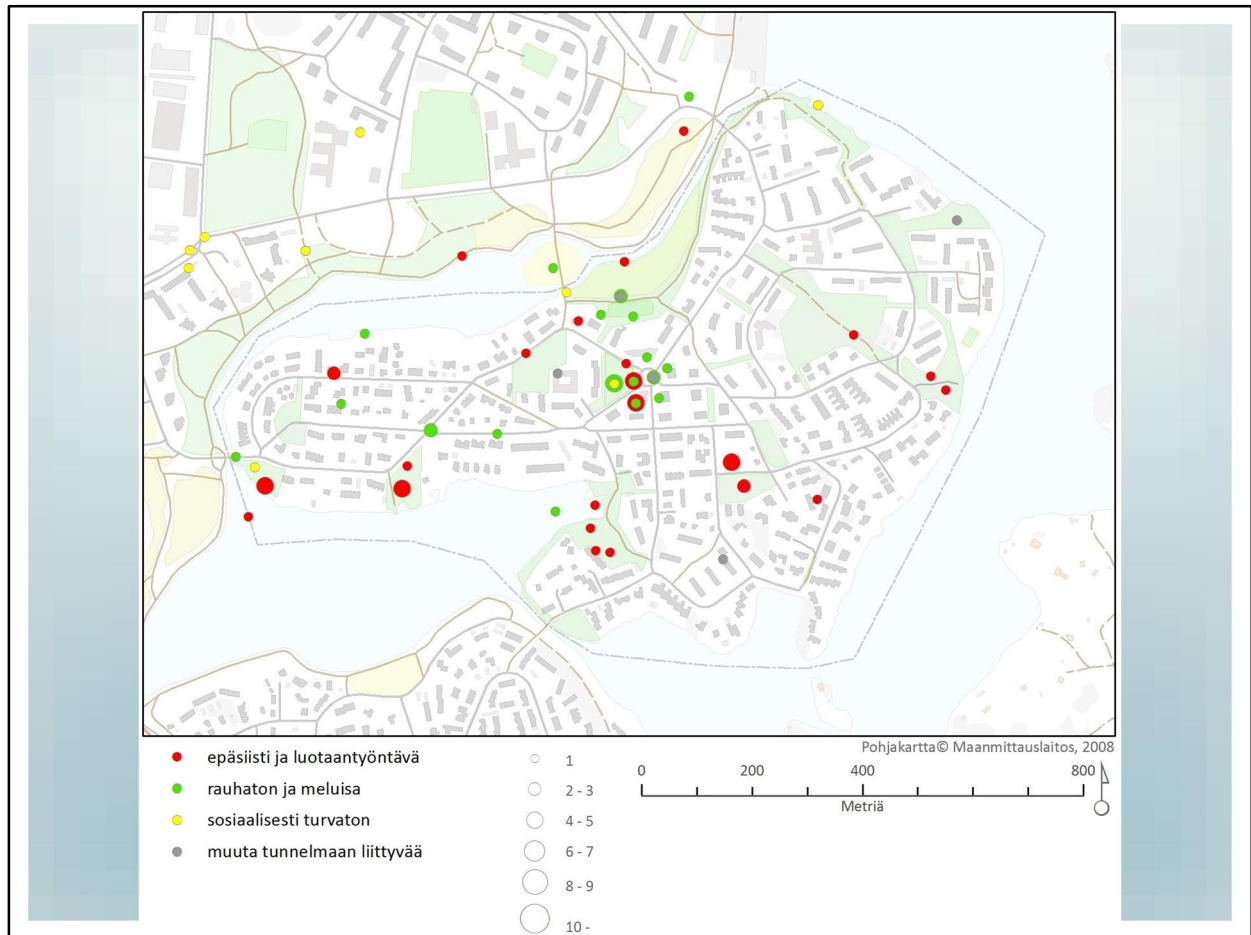 Pohjakartta© Maanmittauslaitos, 2008
epäsiisti ja luotaantyöntävä
rauhaton ja meluisa
sosiaalisesti turvaton
muuta tunnelmaan liittyvää
1
2 - 3
4 - 5
6 - 7
8 - 9
10 -
0 200 400 800
Metriä